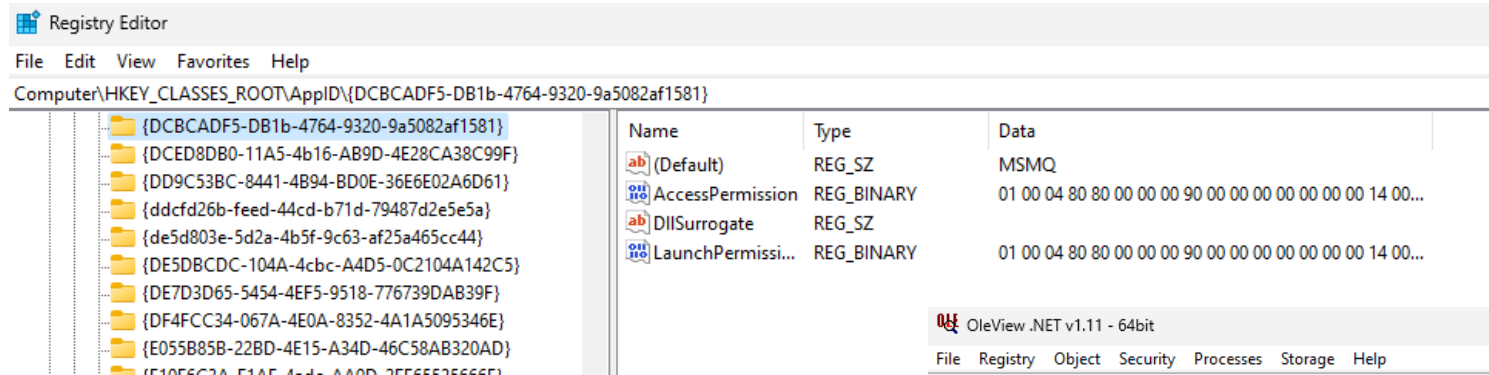 Registry Editor
File Edit View Favorites Help
Computer\HKEY_CLASSES_ROOT\AppID\{DCBCADF5-DB1b-4764-9320-9a5082af1581}
{DCBCADF5-DB1b-4764-9320-9a5082af1581}
{DCED8DB0-11A5-4b16-AB9D-4E28CA38C99F}
{DD9C53BC-8441-4B94-BD0E-36E6E02A6D61}
{ddcfd26b-feed-44cd-b71d-79487d2e5e5a}
{de5d803e-5d2a-4b5f-9c63-af25a465cc44}
{DE5DBCDC-104A-4cbc-A4D5-0C2104A142C5}
{DE7D3D65-5454-4EF5-9518-776739DAB39F}
{DF4FCC34-067A-4E0A-8352-4A1A5095346E}
{E055B85B-22BD-4E15-A34D-46C58AB320AD}
Name Type Data
(Default) REG_SZ MSMQ
AccessPermission REG_BINARY 01 00 04 80 80 00 00 00 90 00 00 00 00 00 00 00 14 00...
DllSurrogate REG_SZ
LaunchPermissi... REG_BINARY 01 00 04 80 80 00 00 00 90 00 00 00 00 00 00 00 14 00...
OleView .NET v1.11 - 64bit
File Registry Object Security Processes Storage Help